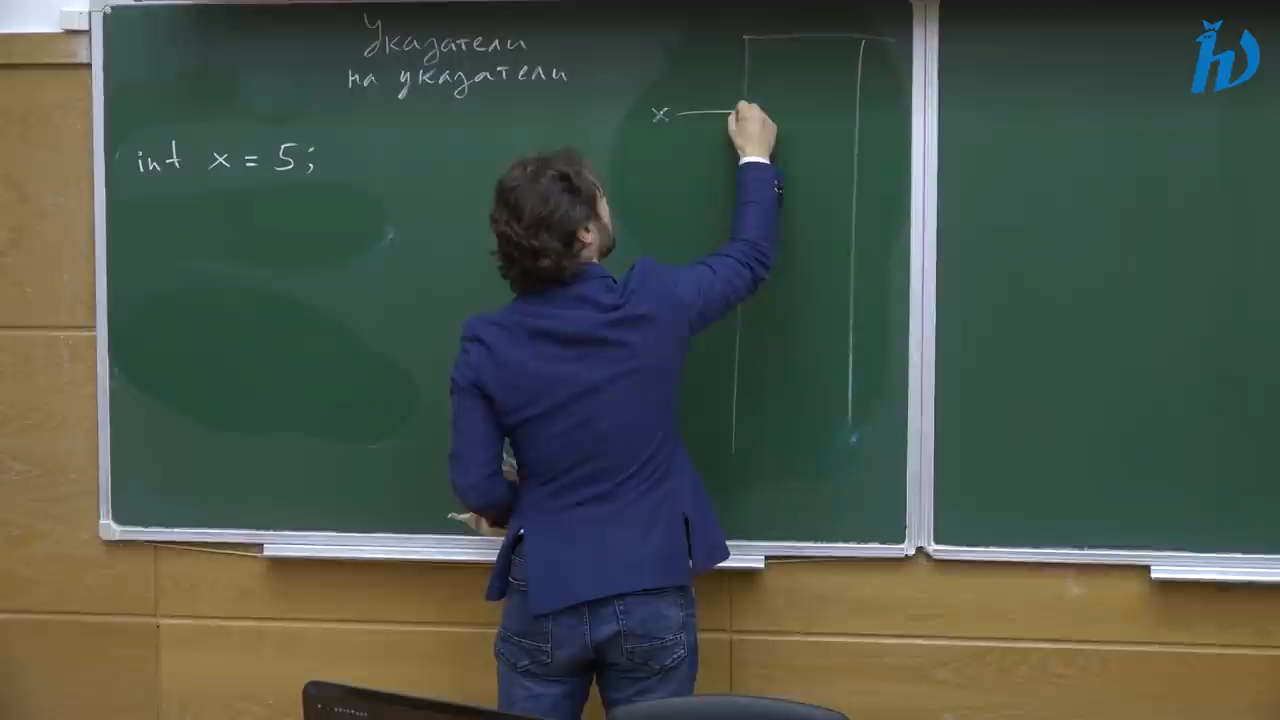 Указатели
на указатели
x
int x = 5;